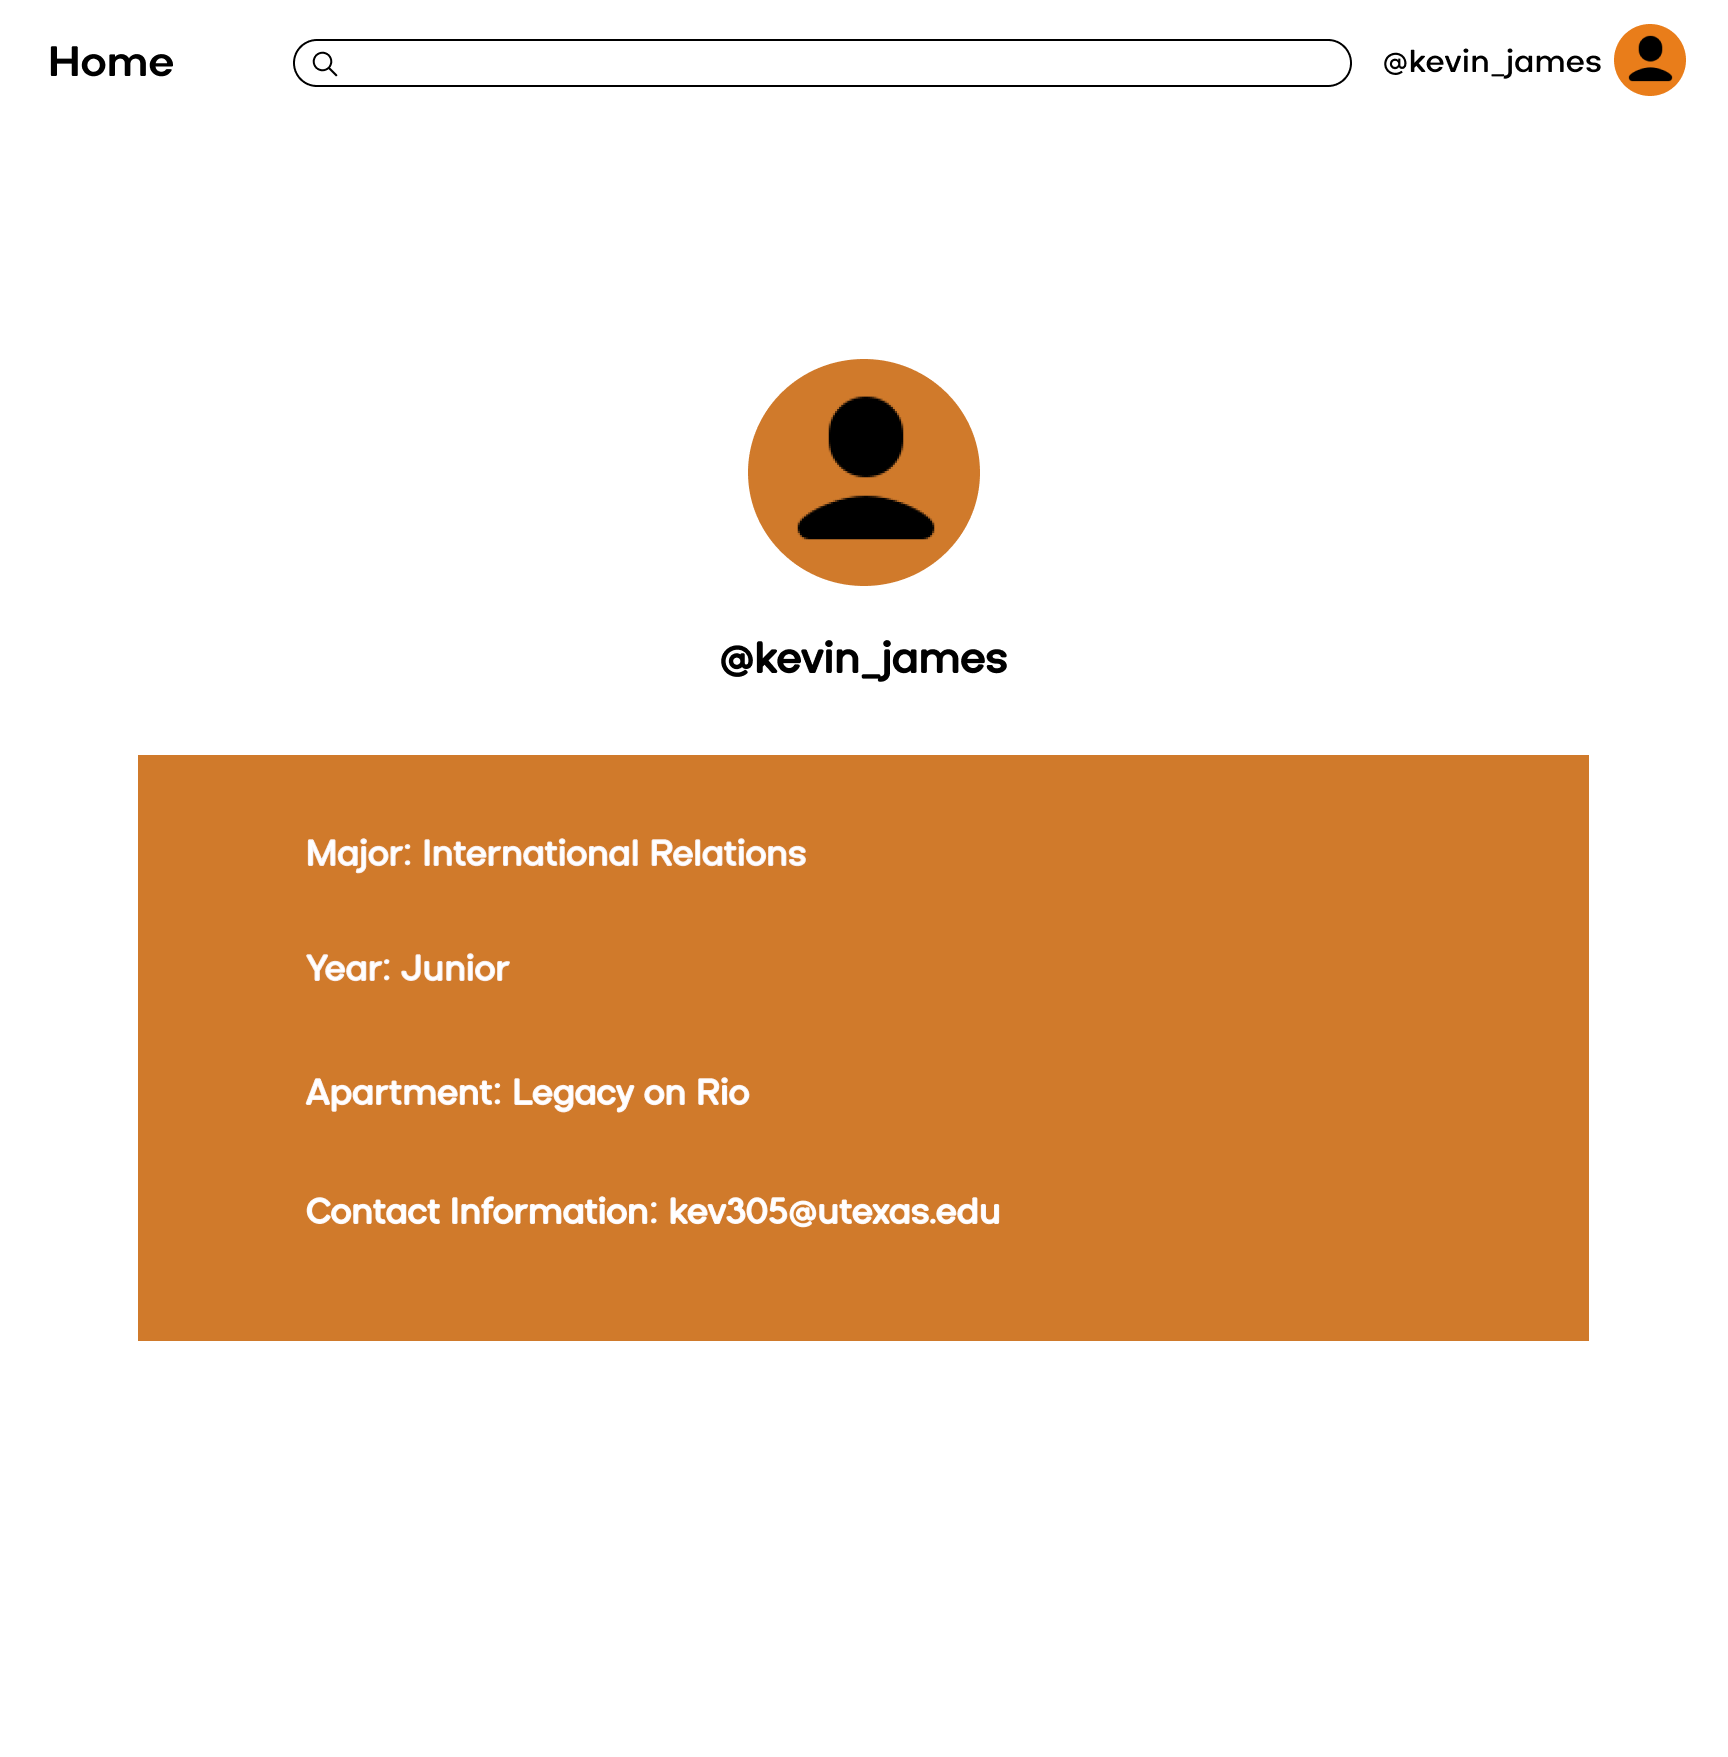 Home
@kevin_james
@kevin_james
Major: International Relations
Year: Junior
Apartment: Legacy on Rio
Contact Information: kev305@utexas.edu